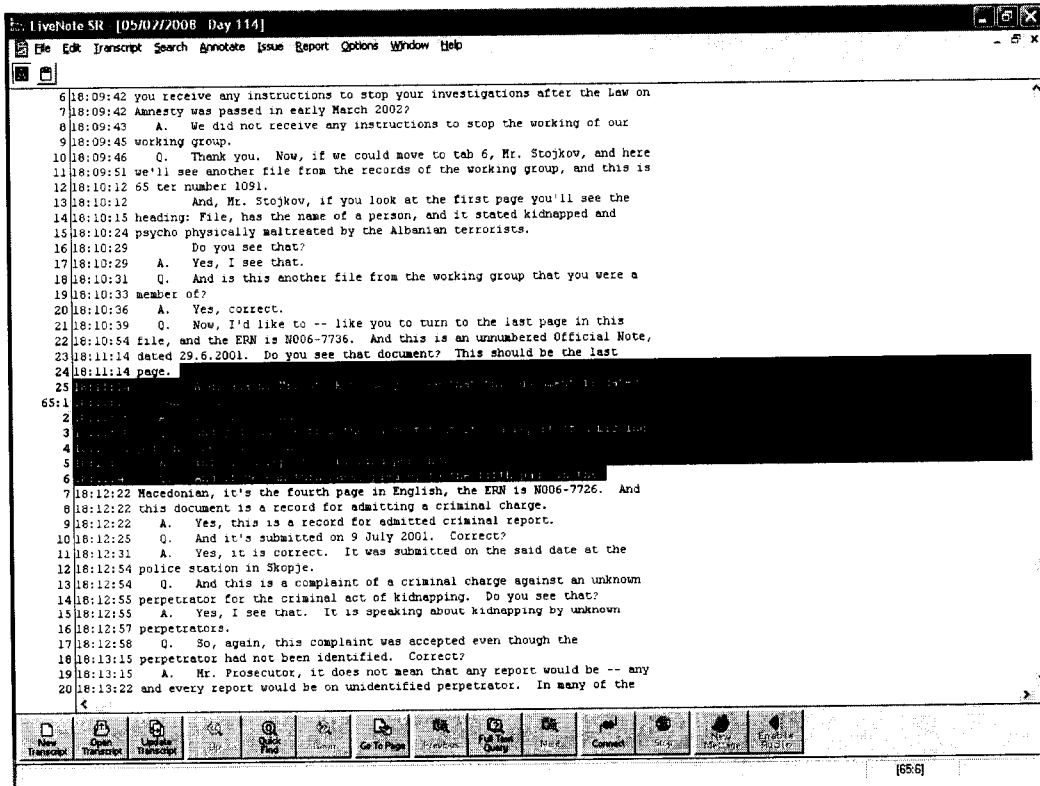 LiveNote SR - [05/02/2008 Day 114]
File Edit Transcript Search Annotate Issue Report Options Window Help
6 18:09:42 you receive any instructions to stop your investigations after the Law on
7 18:09:42 Amnesty was passed in early March 2002?
8 18:09:43 A. We did not receive any instructions to stop the working of our
9 18:09:45 working group.
10 18:09:46 Q. Thank you. Now, if we could move to tab 6, Mr. Stojkov, and here
11 18:09:51 we'll see another file from the records of the working group, and this is
12 18:10:12 65 ter number 1091.
13 18:10:12 And, Mr. Stojkov, if you look at the first page you'll see the
14 18:10:15 heading: File, has the name of a person, and it stated kidnapped and
15 18:10:24 psycho physically maltreated by the Albanian terrorists.
16 18:10:29 Do you see that?
17 18:10:29 A. Yes, I see that.
18 18:10:31 Q. And is this another file from the working group that you were a
19 18:10:33 member of?
20 18:10:36 A. Yes, correct.
21 18:10:39 Q. Now, I'd like to -- like you to turn to the last page in this
22 18:10:54 file, and the ERN is N006-7736. And this is an unnumbered Official Note,
23 18:11:14 dated 29.6.2001. Do you see that document? This should be the last
24 18:11:14 page.
25
65:1
2
3
4
5
6
7 18:12:22 Macedonian, it's the fourth page in English, the ERN is N006-7726. And
8 18:12:22 this document is a record for admitting a criminal charge.
9 18:12:22 A. Yes, this is a record for admitted criminal report.
10 18:12:25 Q. And it's submitted on 9 July 2001. Correct?
11 18:12:31 A. Yes, it is correct. It was submitted on the said date at the
12 18:12:54 police station in Skopje.
13 18:12:54 Q. And this is a complaint of a criminal charge against an unknown
14 18:12:55 perpetrator for the criminal act of kidnapping. Do you see that?
15 18:12:55 A. Yes, I see that. It is speaking about kidnapping by unknown
16 18:12:57 perpetrators.
17 18:12:58 Q. So, again, this complaint was accepted even though the
18 18:13:15 perpetrator had not been identified. Correct?
19 18:13:15 A. Mr. Prosecutor, it does not mean that any report would be -- any
20 18:13:22 and every report would be on unidentified perpetrator. In many of the
New Transcript Open Transcript Update Transcript Quick Find Go To Page Full Text Query Connect
[65:6]